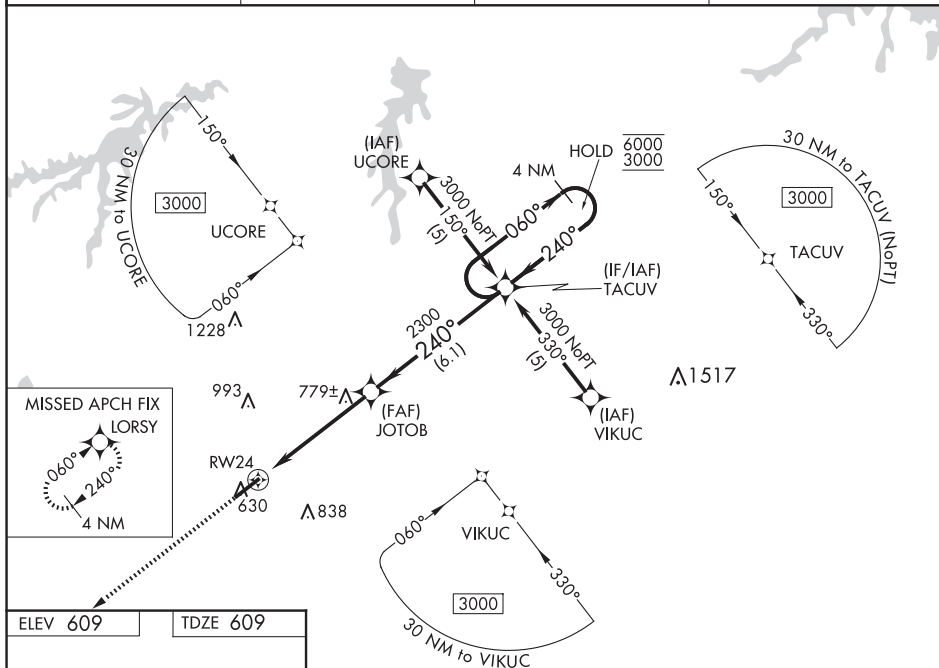 150°
30 NM to UCORE
3000
UCORE
060°
1228
(IAF)
UCORE
3000 NoPT
150°
(5)
HOLD
6000
3000
4 NM
060°
240°
(IF/IAF)
TACUV
30 NM to TACUV (NoPT)
150°
3000
TACUV
330°
2300
240°
(6.1)
3000 NoPT
330°
(5)
1517
(IAF)
VIKUC
993
779±
(FAF)
JOTOB
MISSED APCH FIX
LORSY
060°
240°
4 NM
RW24
630
838
060°
VIKUC
330°
3000
30 NM to VIKUC
ELEV 609
TDZE 609